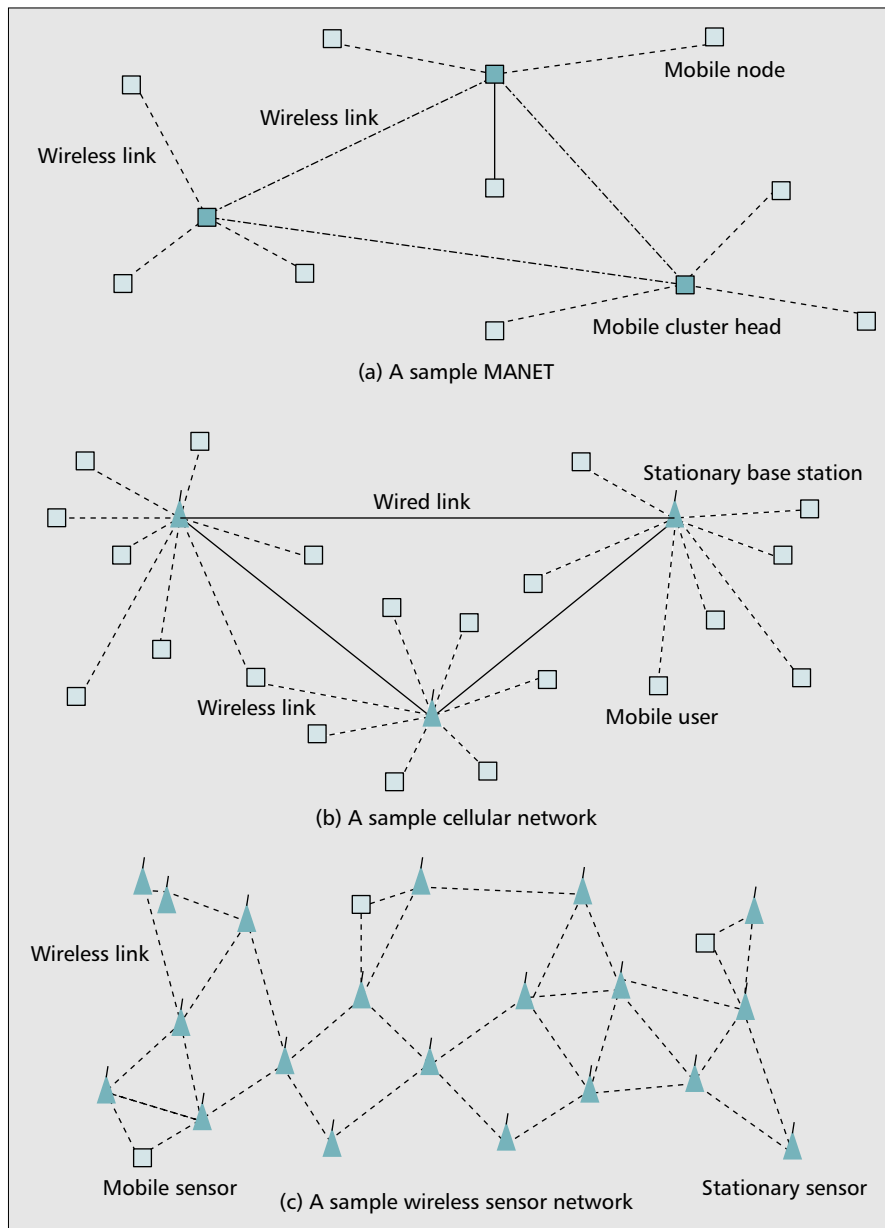 Mobile node
Wireless link
Wireless link
Mobile cluster head
(a) A sample MANET
Stationary base station
Wired link
Wireless link
Mobile user
(b) A sample cellular network
Wireless link
Mobile sensor
Stationary sensor
(c) A sample wireless sensor network